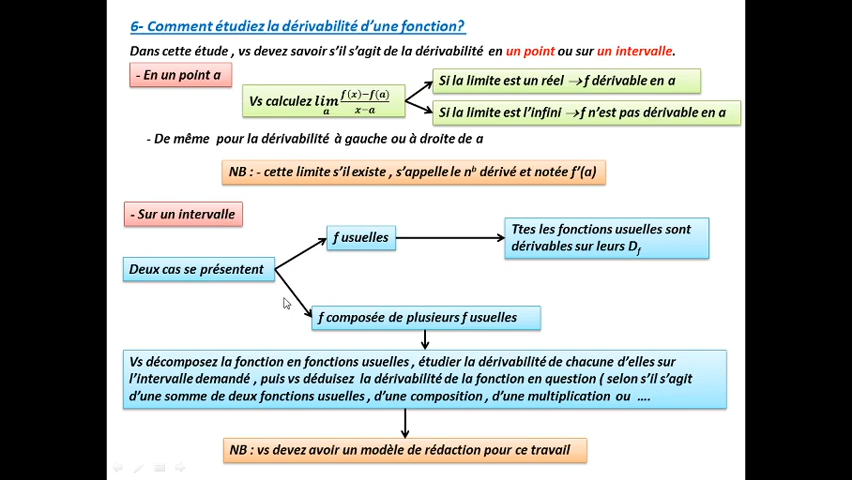 6- Comment étudiez la dérivabilité d'une fonction?
Dans cette étude , vs devez savoir s'il s'agit de la dérivabilité en un point ou sur un intervalle.
- En un point a
Vs calculez lim a f(x)−f(a) / x−a
Si la limite est un réel → f dérivable en a
Si la limite est l'infini → f n'est pas dérivable en a
- De même pour la dérivabilité à gauche ou à droite de a
NB : - cette limite s'il existe , s'appelle le nᵇ dérivé et notée f'(a)
- Sur un intervalle
f usuelles
Ttes les fonctions usuelles sont
dérivables sur leurs D_f
Deux cas se présentent
f composée de plusieurs f usuelles
Vs décomposez la fonction en fonctions usuelles , étudier la dérivabilité de chacune d'elles sur
l'intervalle demandé , puis vs déduisez la dérivabilité de la fonction en question ( selon s'il s'agit
d'une somme de deux fonctions usuelles , d'une composition , d'une multiplication ou ….
NB : vs devez avoir un modèle de rédaction pour ce travail